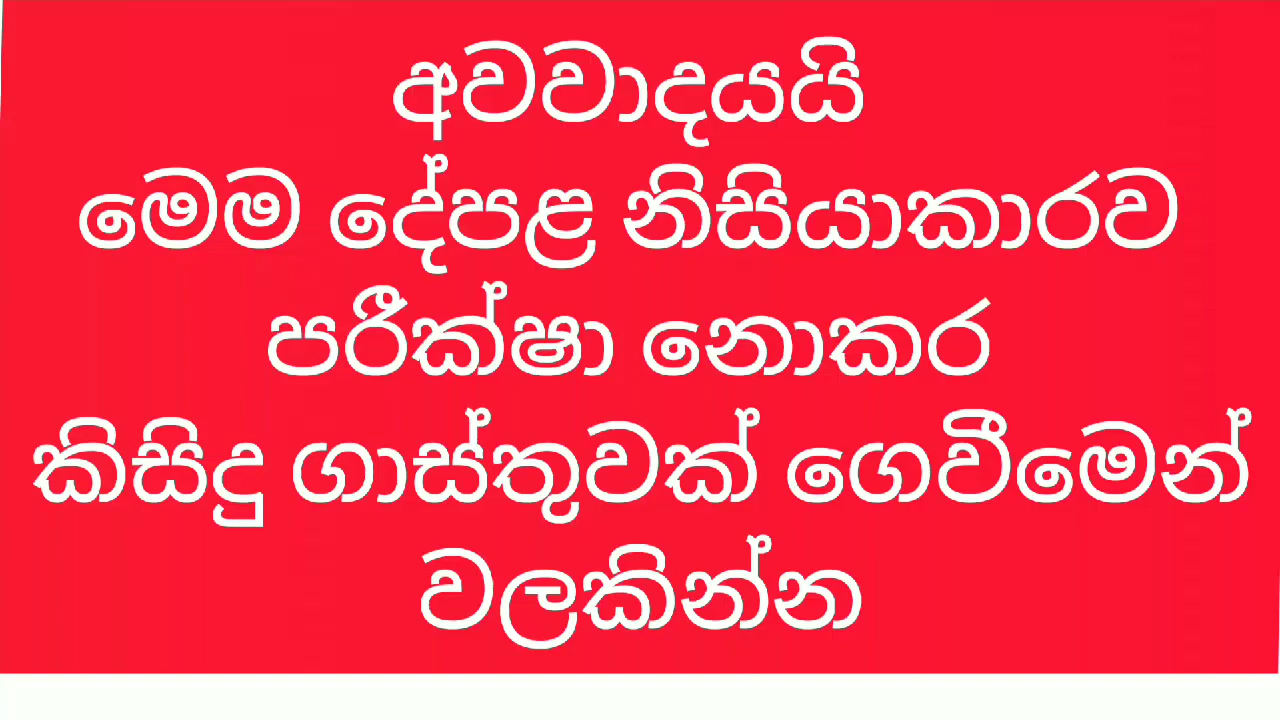 අවවාදයයි
මෙම දේපළ නිසියාකාරව
පරීක්ෂා නොකර
කිසිදු ගාස්තුවක් ගෙවීමෙන්
වලකින්න